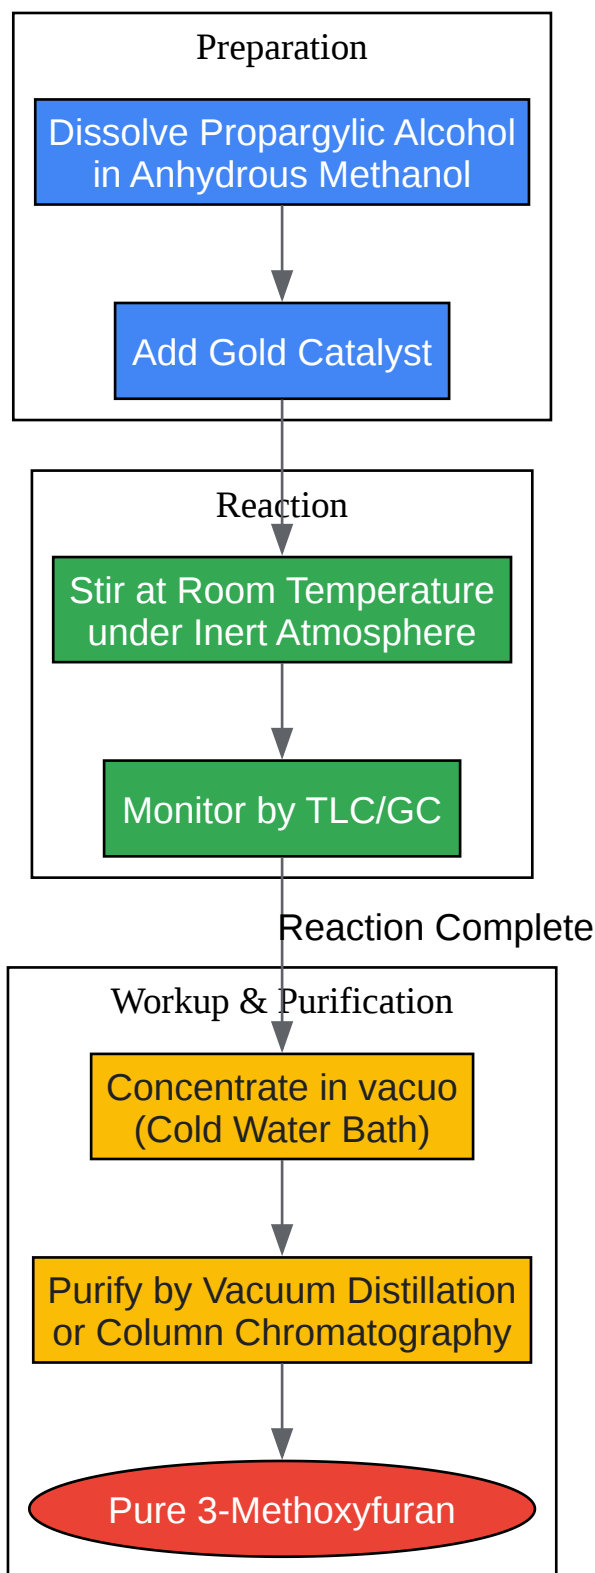 Preparation
Dissolve Propargylic Alcohol
in Anhydrous Methanol
Add Gold Catalyst
Reaction
Stir at Room Temperature
under Inert Atmosphere
Monitor by TLC/GC
Reaction Complete
Workup & Purification
Concentrate in vacuo
(Cold Water Bath)
Purify by Vacuum Distillation
or Column Chromatography
Pure 3-Methoxyfuran